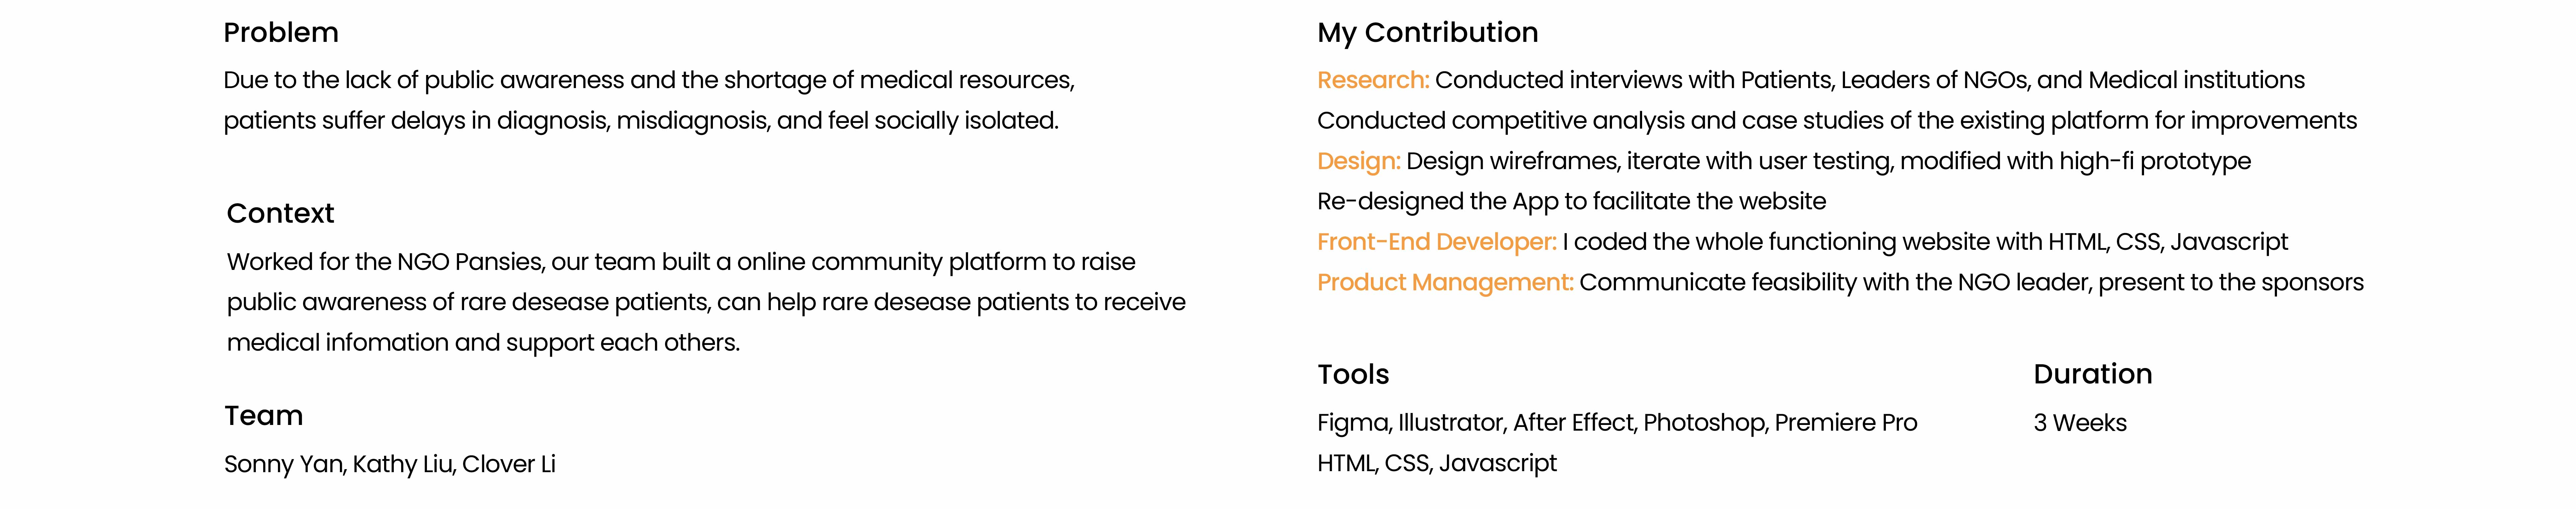 Problem
Due to the lack of public awareness and the shortage of medical resources,
patients suffer delays in diagnosis, misdiagnosis, and feel socially isolated.
Context
Worked for the NGO Pansies, our team built a online community platform to raise
public awareness of rare desease patients, can help rare desease patients to receive
medical infomation and support each others.
Team
Sonny Yan, Kathy Liu, Clover Li
My Contribution
Research: Conducted interviews with Patients, Leaders of NGOs, and Medical institutions
Conducted competitive analysis and case studies of the existing platform for improvements
Design: Design wireframes, iterate with user testing, modified with high-fi prototype
Re-designed the App to facilitate the website
Front-End Developer: I coded the whole functioning website with HTML, CSS, Javascript
Product Management: Communicate feasibility with the NGO leader, present to the sponsors
Tools
Figma, Illustrator, After Effect, Photoshop, Premiere Pro
HTML, CSS, Javascript
Duration
3 Weeks